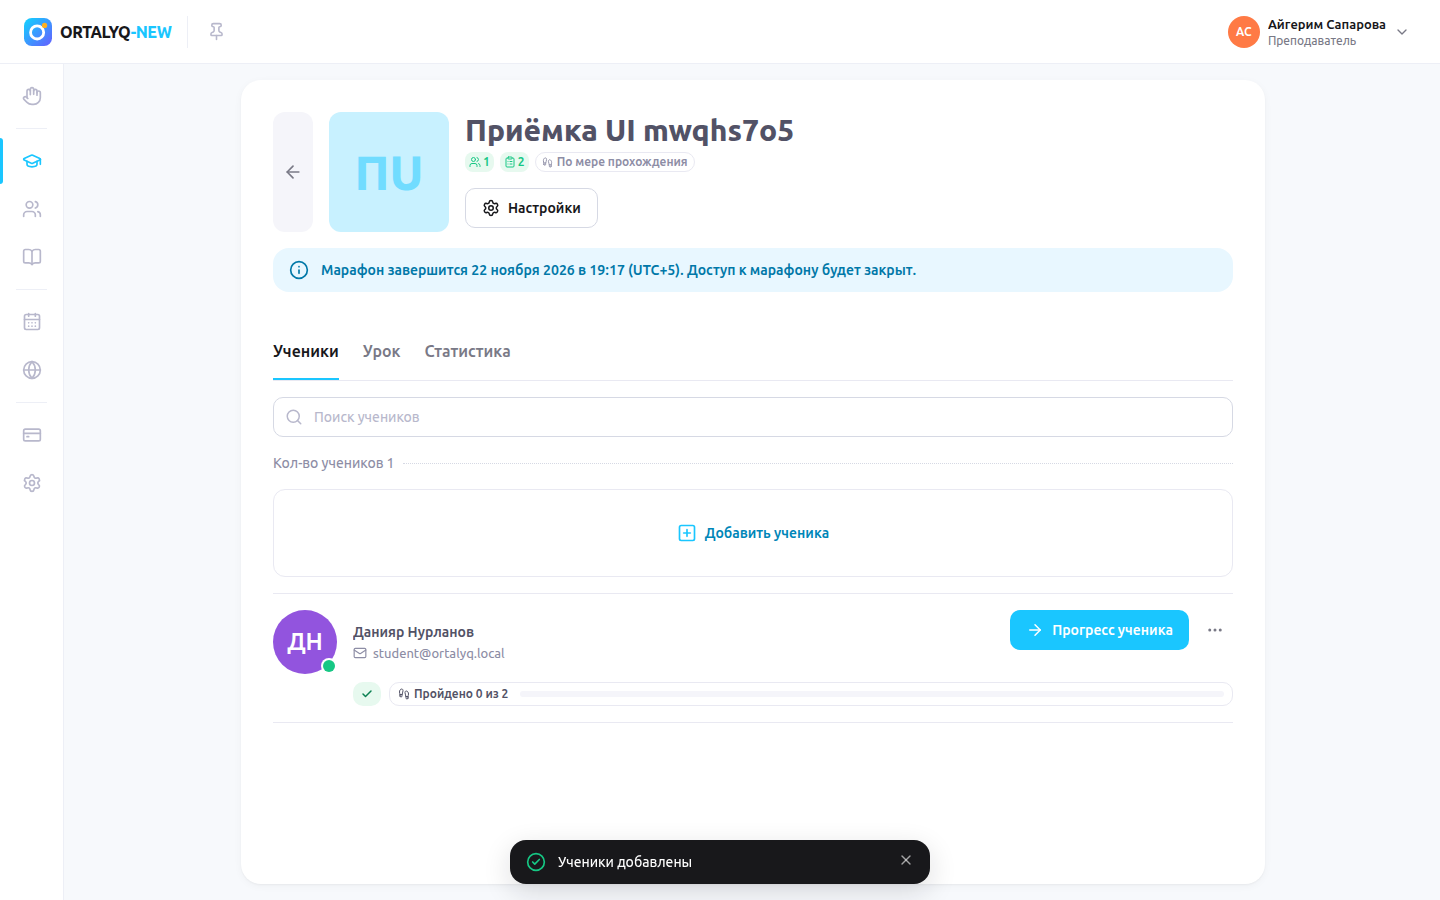 ORTALYQ-NEW
АС
Айгерим Сапарова
Преподаватель
ПU
Приёмка UI mwqhs7o5
1
2
По мере прохождения
Настройки
Марафон завершится 22 ноября 2026 в 19:17 (UTC+5). Доступ к марафону будет закрыт.
Ученики
Урок
Статистика
Поиск учеников
Кол-во учеников 1
Добавить ученика
ДН
Данияр Нурланов
student@ortalyq.local
Прогресс ученика
Пройдено 0 из 2
Ученики добавлены